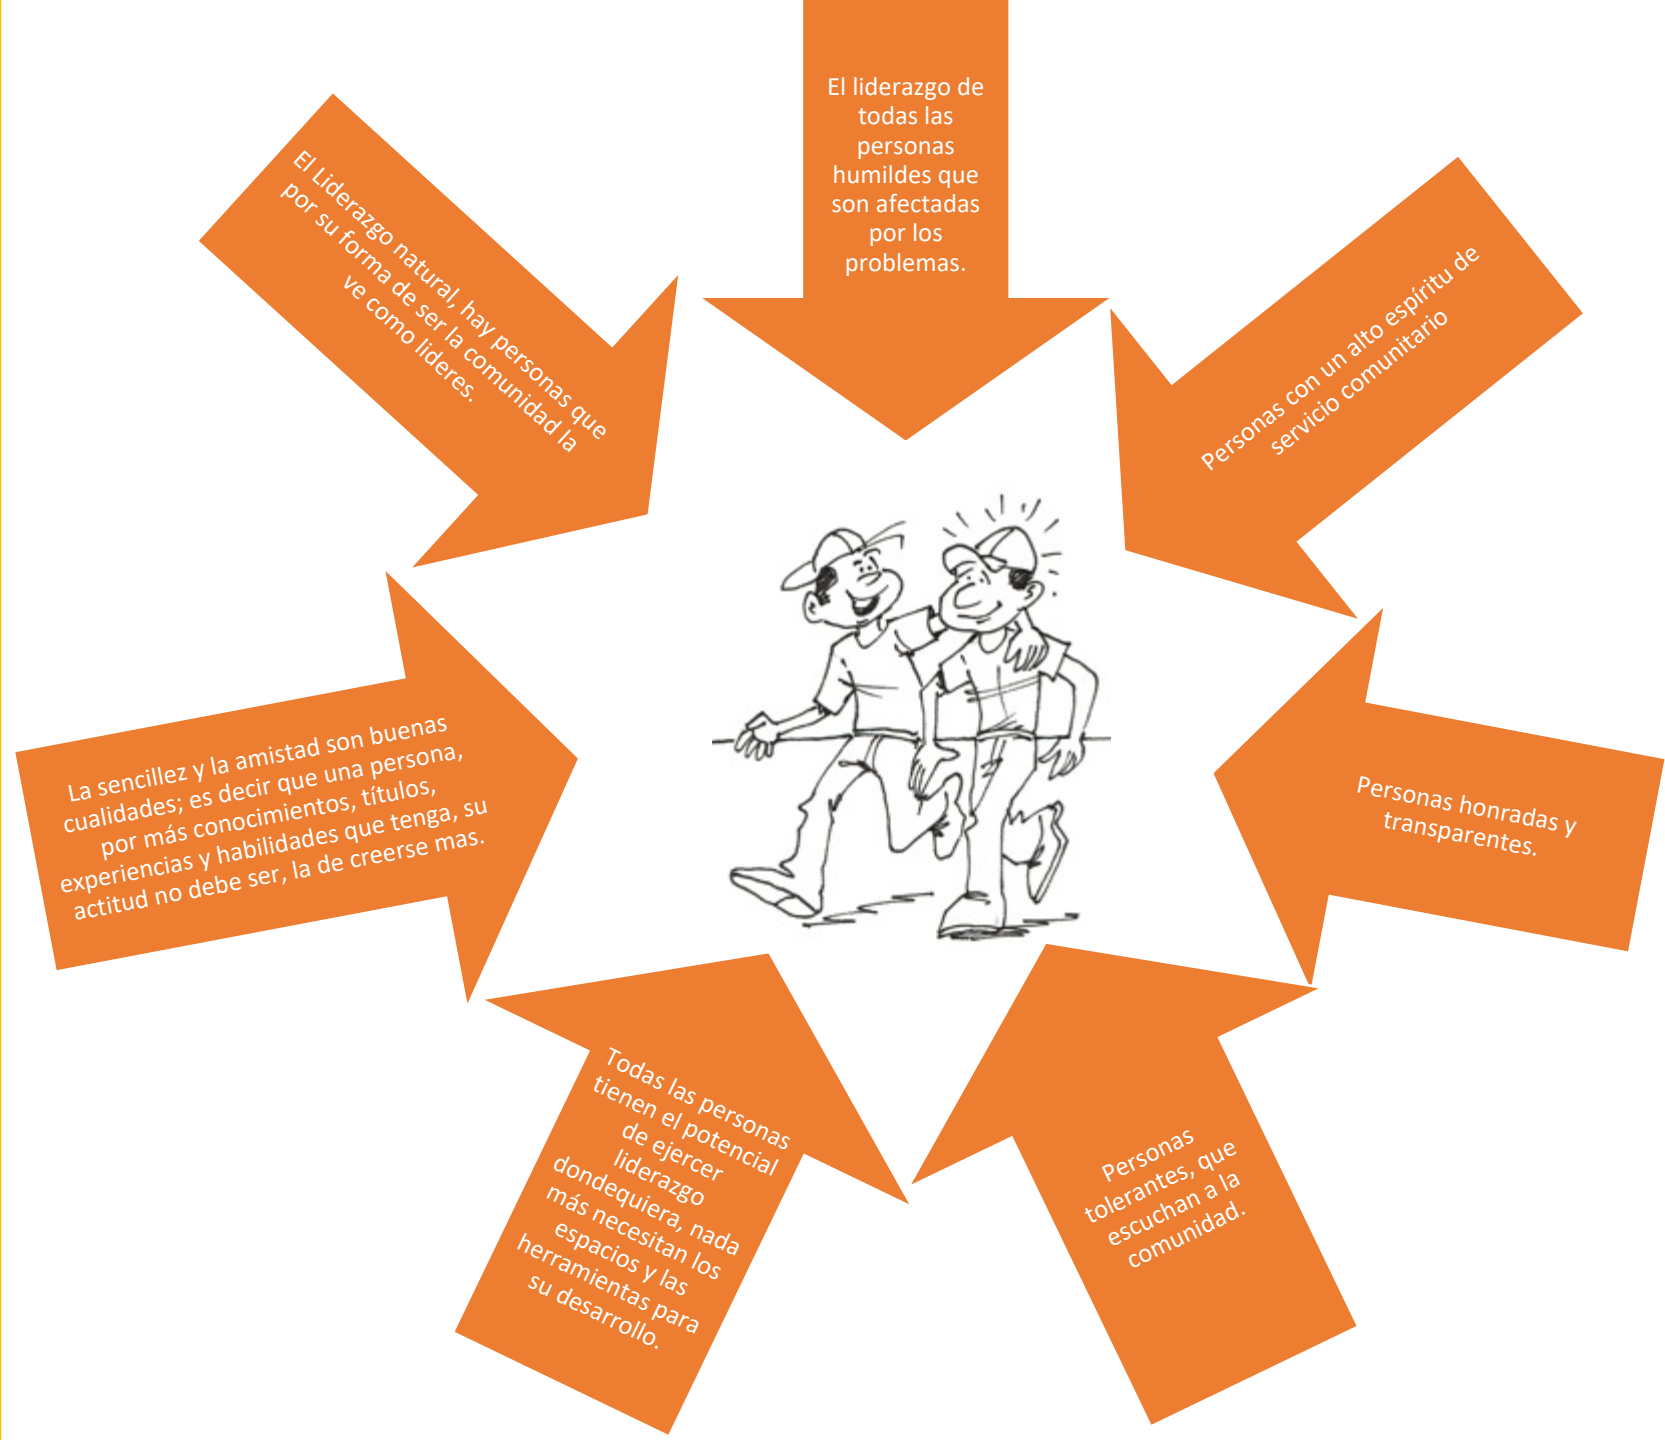 El liderazgo de
todas las
personas
humildes que
son afectadas
por los
problemas.
Personas con un alto espíritu de
servicio comunitario
Personas honradas y
transparentes.
Personas
tolerantes, que
escuchan a la
comunidad.
Todas las personas
tienen el potencial
de ejercer
liderazgo
dondequiera, nada
más necesitan los
espacios y las
herramientas para
su desarrollo.
La sencillez y la amistad son buenas
cualidades; es decir que una persona,
por más conocimientos, títulos,
experiencias y habilidades que tenga, su
actitud no debe ser, la de creerse mas.
El Liderazgo natural, hay personas que
por su forma de ser la comunidad la
ve como lideres.